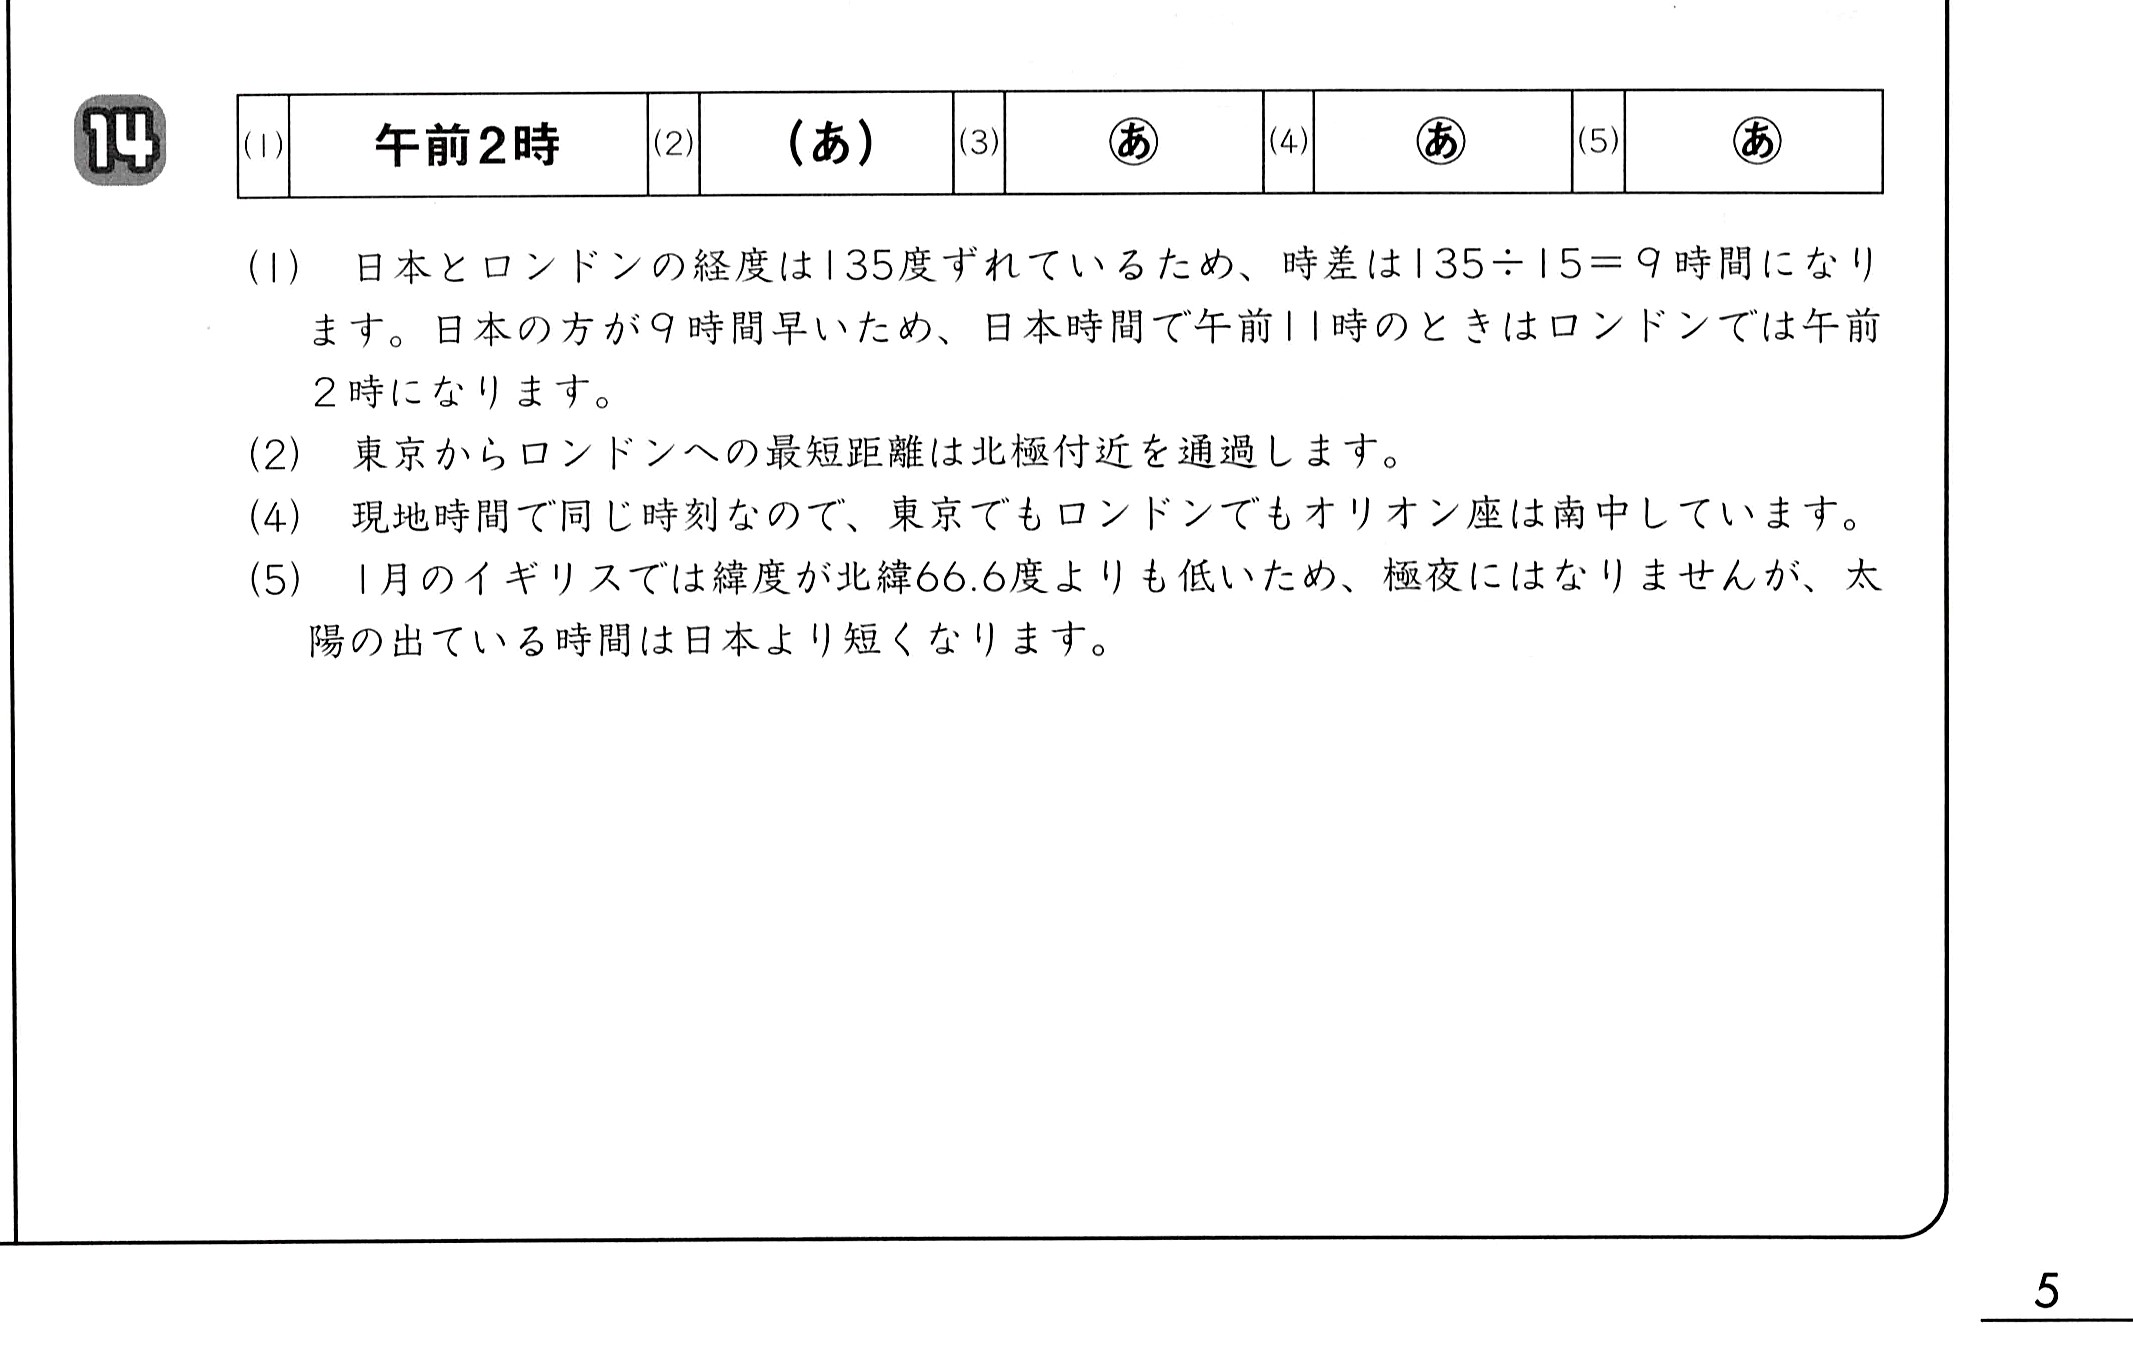 14
(1) 午前2時 (2) (あ) (3) あ (4) あ (5) あ
(1) 日本とロンドンの経度は135度ずれているため、時差は135÷15＝9時間になり
ます。日本の方が9時間早いため、日本時間で午前11時のときはロンドンでは午前
2時になります。
(2) 東京からロンドンへの最短距離は北極付近を通過します。
(4) 現地時間で同じ時刻なので、東京でもロンドンでもオリオン座は南中しています。
(5) 1月のイギリスでは緯度が北緯66.6度よりも低いため、極夜にはなりませんが、太
陽の出ている時間は日本より短くなります。
5